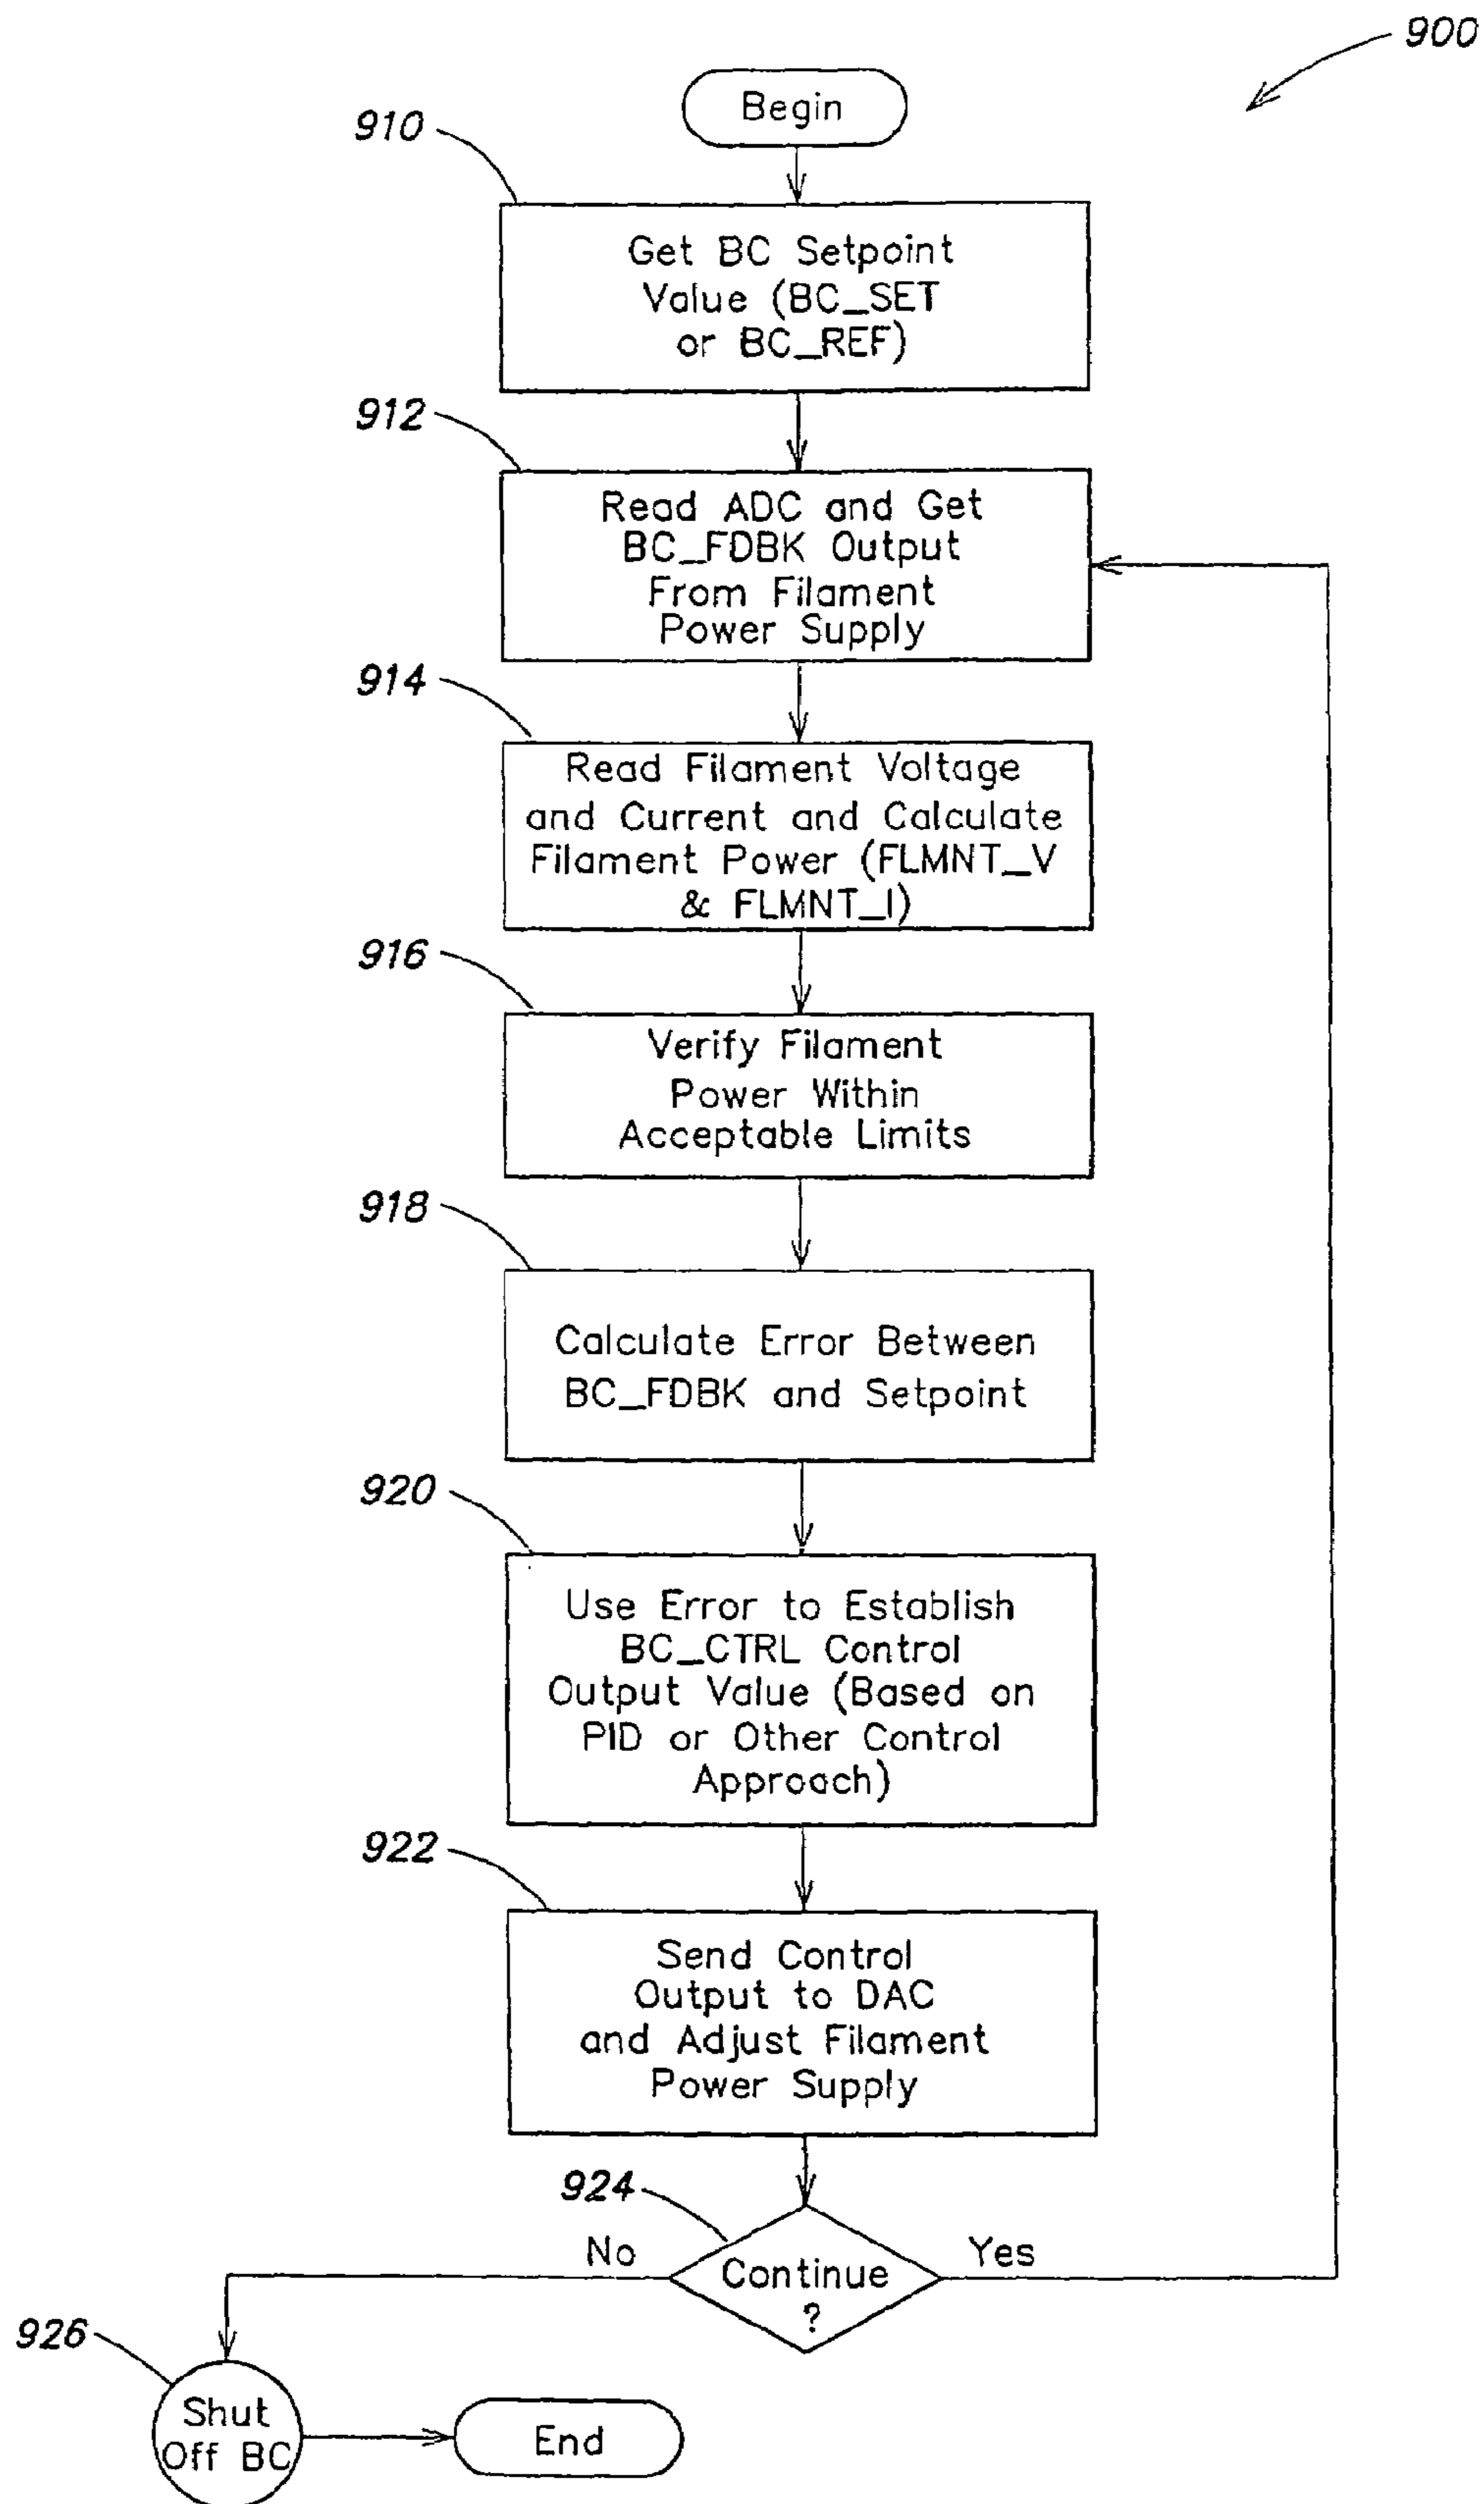 900
Begin
910
Get BC Setpoint
Value (BC_SET
or BC_REF)
912
Read ADC and Get
BC_FDBK Output
From Filament
Power Supply
914
Read Filament Voltage
and Current and Calculate
Filament Power (FLMNT_V
& FLMNT_I)
916
Verify Filament
Power Within
Acceptable Limits
918
Calculate Error Between
BC_FDBK and Setpoint
920
Use Error to Establish
BC_CTRL Control
Output Value (Based on
PID or Other Control
Approach)
922
Send Control
Output to DAC
and Adjust Filament
Power Supply
924
No
Yes
Continue
?
926
Shut
Off BC
End